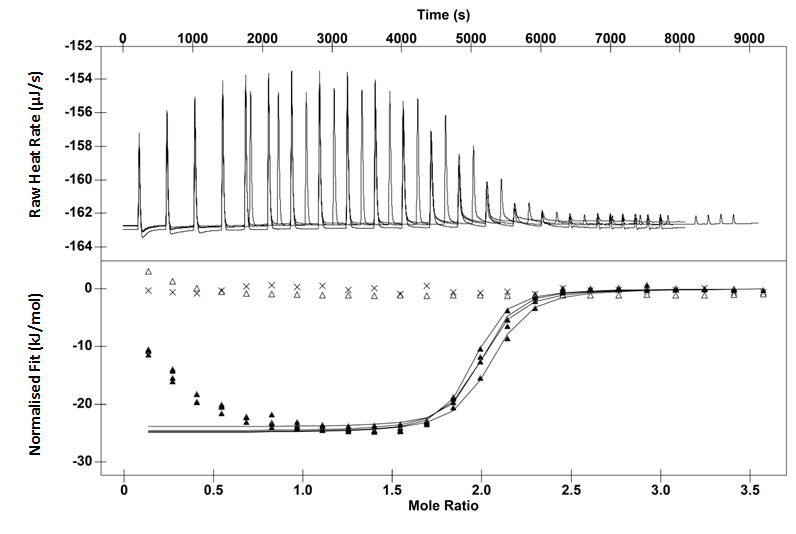 Time (s)
0 1000 2000 3000 4000 5000 6000 7000 8000 9000
Raw Heat Rate (µJ/s)
-152
-154
-156
-158
-160
-162
-164
Normalised Fit (kJ/mol)
0
-10
-20
-30
0 0.5 1.0 1.5 2.0 2.5 3.0 3.5
Mole Ratio